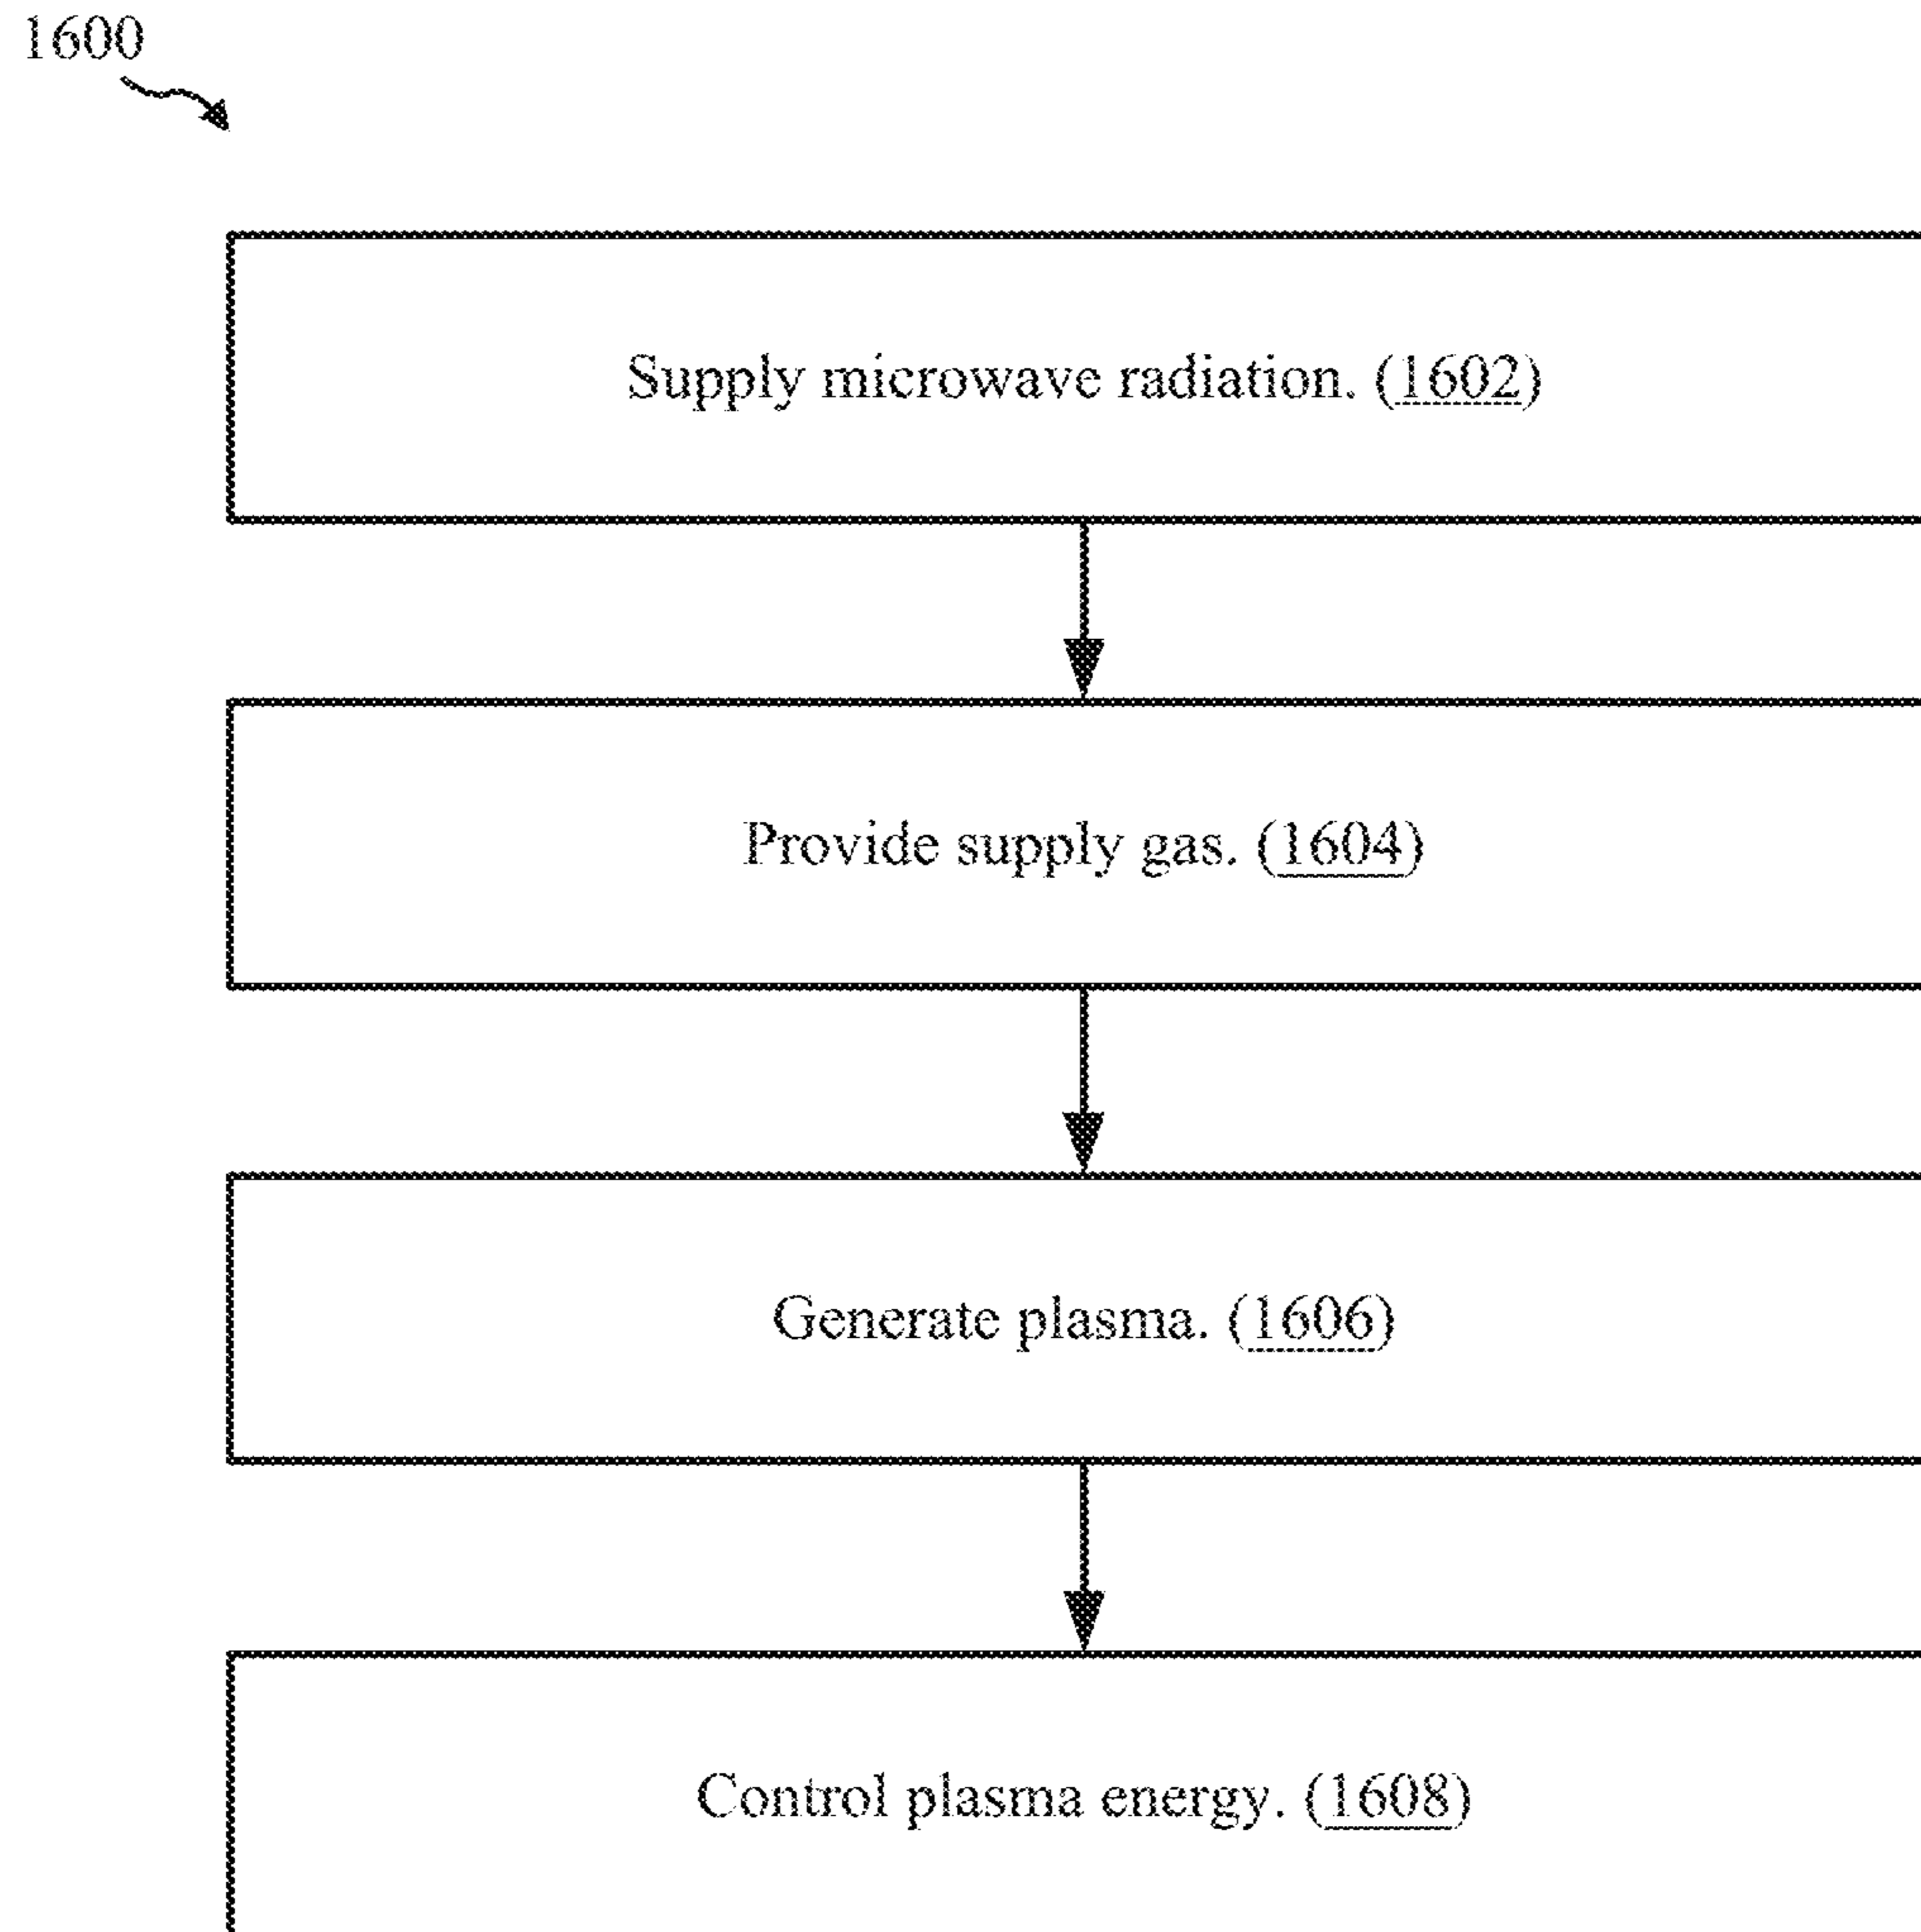 1600
Supply microwave radiation. (1602)
Provide supply gas. (1604)
Generate plasma. (1606)
Control plasma energy. (1608)